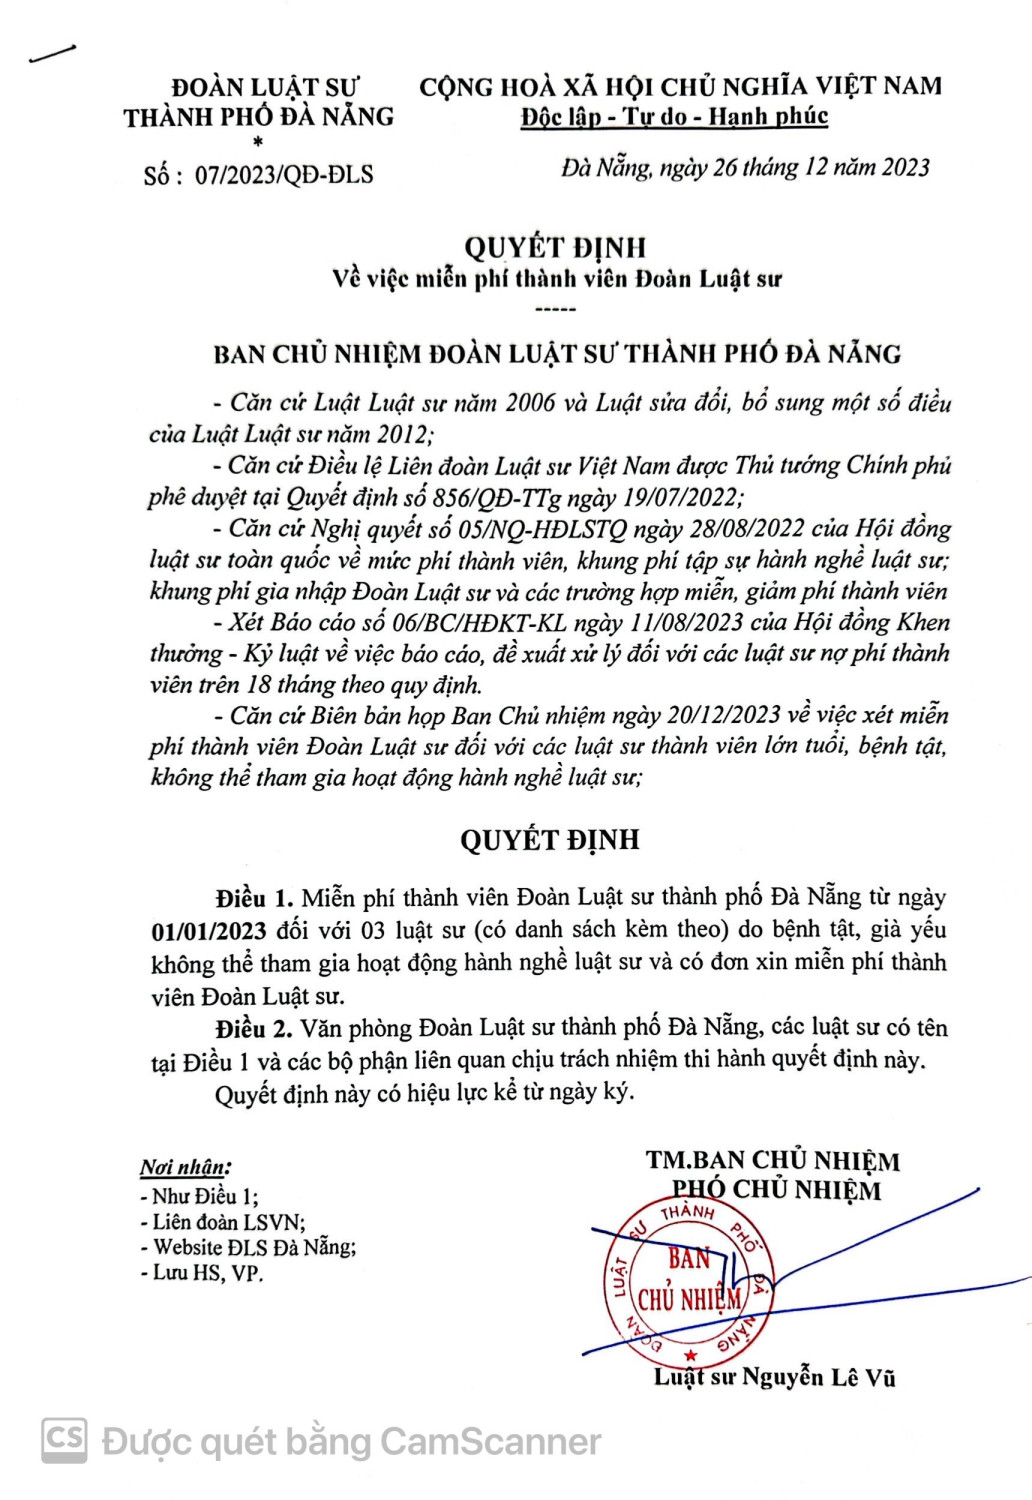 ĐOÀN LUẬT SƯ
THÀNH PHỐ ĐÀ NẴNG
*
Số : 07/2023/QĐ-ĐLS
CỘNG HOÀ XÃ HỘI CHỦ NGHĨA VIỆT NAM
Độc lập - Tự do - Hạnh phúc
Đà Nẵng, ngày 26 tháng 12 năm 2023
QUYẾT ĐỊNH
Về việc miễn phí thành viên Đoàn Luật sư
-----
BAN CHỦ NHIỆM ĐOÀN LUẬT SƯ THÀNH PHỐ ĐÀ NẴNG
- Căn cứ Luật Luật sư năm 2006 và Luật sửa đổi, bổ sung một số điều
của Luật Luật sư năm 2012;
- Căn cứ Điều lệ Liên đoàn Luật sư Việt Nam được Thủ tướng Chính phủ
phê duyệt tại Quyết định số 856/QĐ-TTg ngày 19/07/2022;
- Căn cứ Nghị quyết số 05/NQ-HĐLSTQ ngày 28/08/2022 của Hội đồng
luật sư toàn quốc về mức phí thành viên, khung phí tập sự hành nghề luật sư;
khung phí gia nhập Đoàn Luật sư và các trường hợp miễn, giảm phí thành viên
- Xét Báo cáo số 06/BC/HĐKT-KL ngày 11/08/2023 của Hội đồng Khen
thưởng - Kỷ luật về việc báo cáo, đề xuất xử lý đối với các luật sư nợ phí thành
viên trên 18 tháng theo quy định.
- Căn cứ Biên bản họp Ban Chủ nhiệm ngày 20/12/2023 về việc xét miễn
phí thành viên Đoàn Luật sư đối với các luật sư thành viên lớn tuổi, bệnh tật,
không thể tham gia hoạt động hành nghề luật sư;
QUYẾT ĐỊNH
Điều 1. Miễn phí thành viên Đoàn Luật sư thành phố Đà Nẵng từ ngày
01/01/2023 đối với 03 luật sư (có danh sách kèm theo) do bệnh tật, già yếu
không thể tham gia hoạt động hành nghề luật sư và có đơn xin miễn phí thành
viên Đoàn Luật sư.
Điều 2. Văn phòng Đoàn Luật sư thành phố Đà Nẵng, các luật sư có tên
tại Điều 1 và các bộ phận liên quan chịu trách nhiệm thi hành quyết định này.
Quyết định này có hiệu lực kể từ ngày ký.
Nơi nhận:
- Như Điều 1;
- Liên đoàn LSVN;
- Website ĐLS Đà Nẵng;
- Lưu HS, VP.
TM.BAN CHỦ NHIỆM
PHÓ CHỦ NHIỆM
ĐOÀN LUẬT SƯ THÀNH PHỐ ĐÀ NẴNG
BAN
CHỦ NHIỆM
Luật sư Nguyễn Lê Vũ
CS Được quét bằng CamScanner